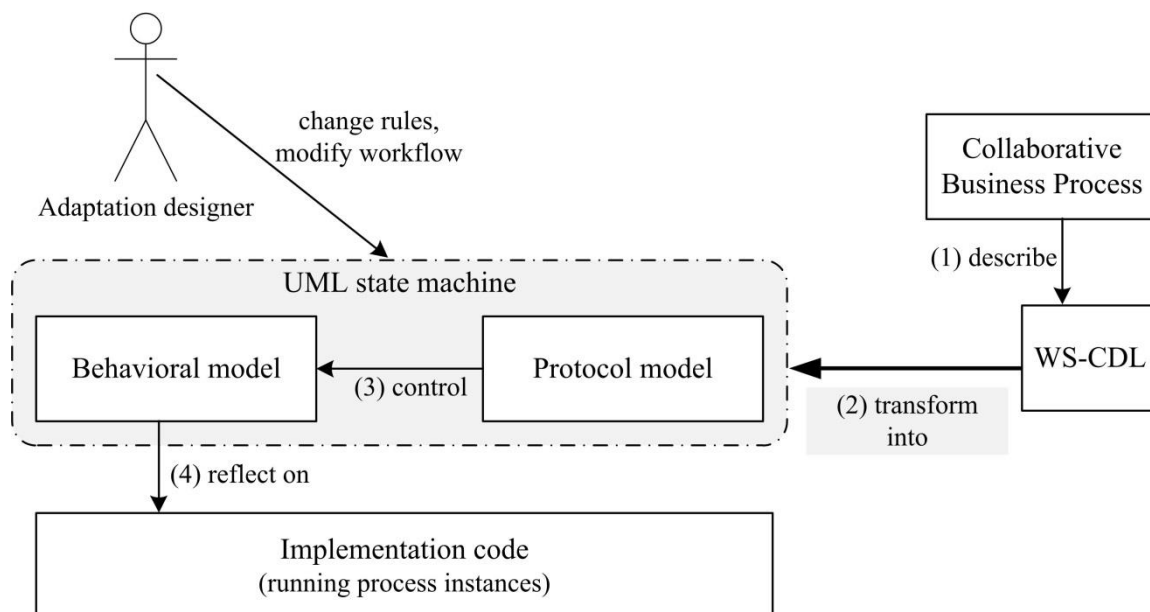 change rules,
modify workflow
Adaptation designer
Collaborative
Business Process
(1) describe
UML state machine
Behavioral model
(3) control
Protocol model
WS-CDL
(2) transform
into
(4) reflect on
Implementation code
(running process instances)